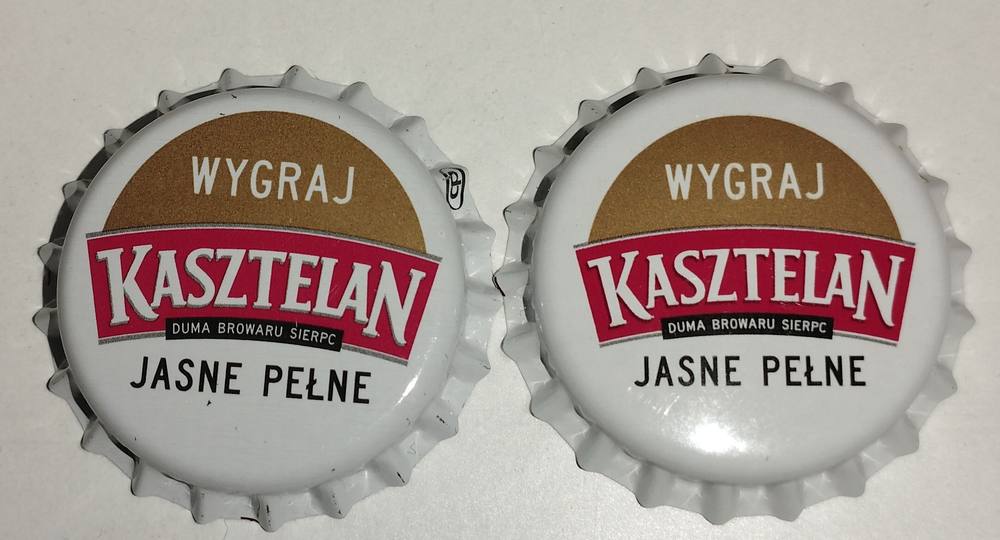 WYGRAJ
KASZTELAN
DUMA BROWARU SIERPC
JASNE PEŁNE
WYGRAJ
KASZTELAN
DUMA BROWARU SIERPC
JASNE PEŁNE